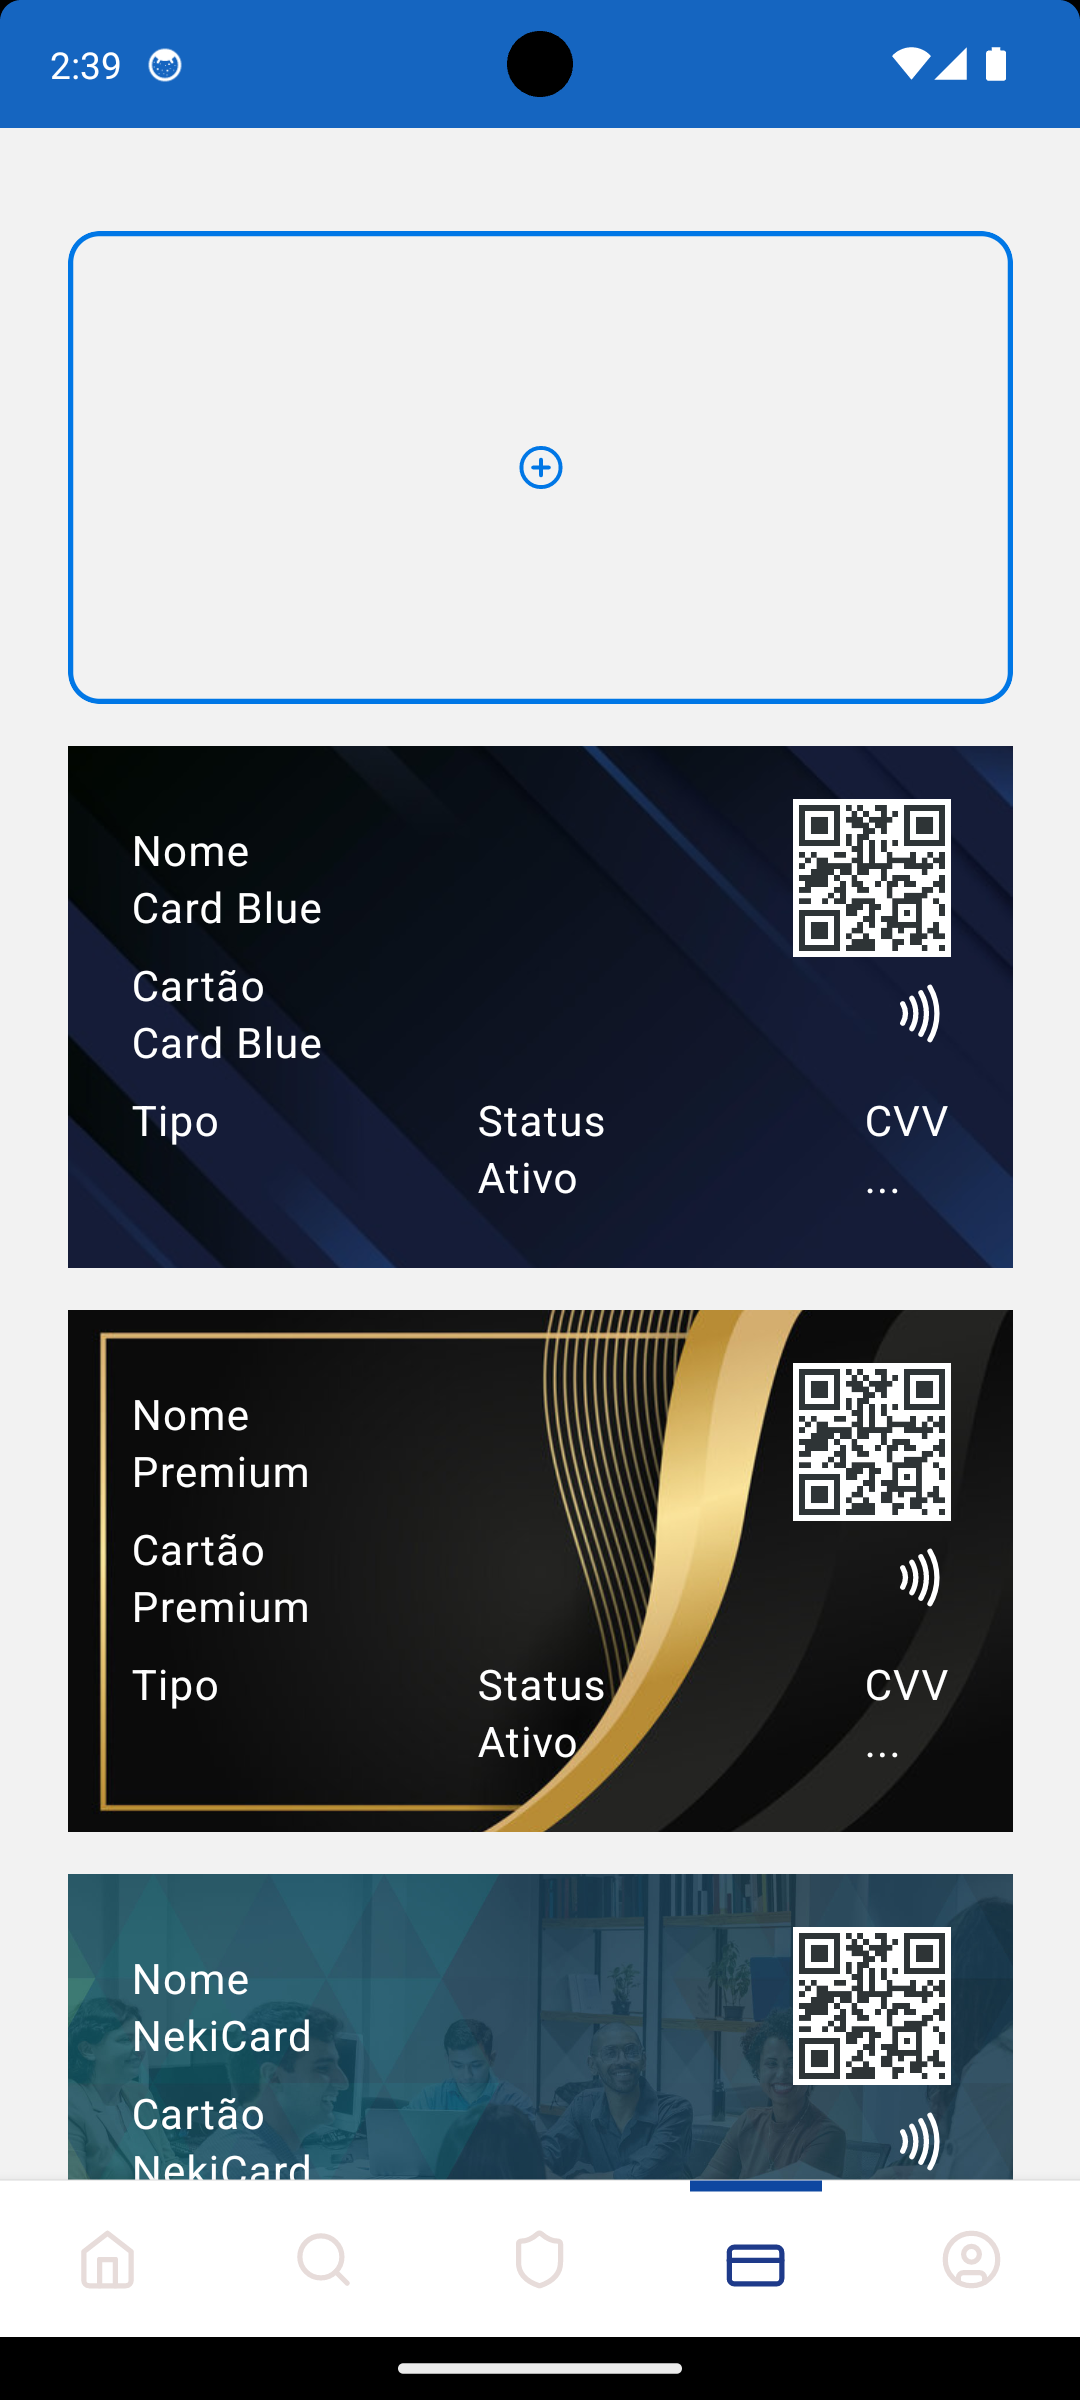 2:39
Nome
Card Blue
Cartão
Card Blue
Tipo
Status
CVV
Ativo
...
Nome
Premium
Cartão
Premium
Tipo
Status
CVV
Ativo
...
Nome
NekiCard
Cartão
NekiCard